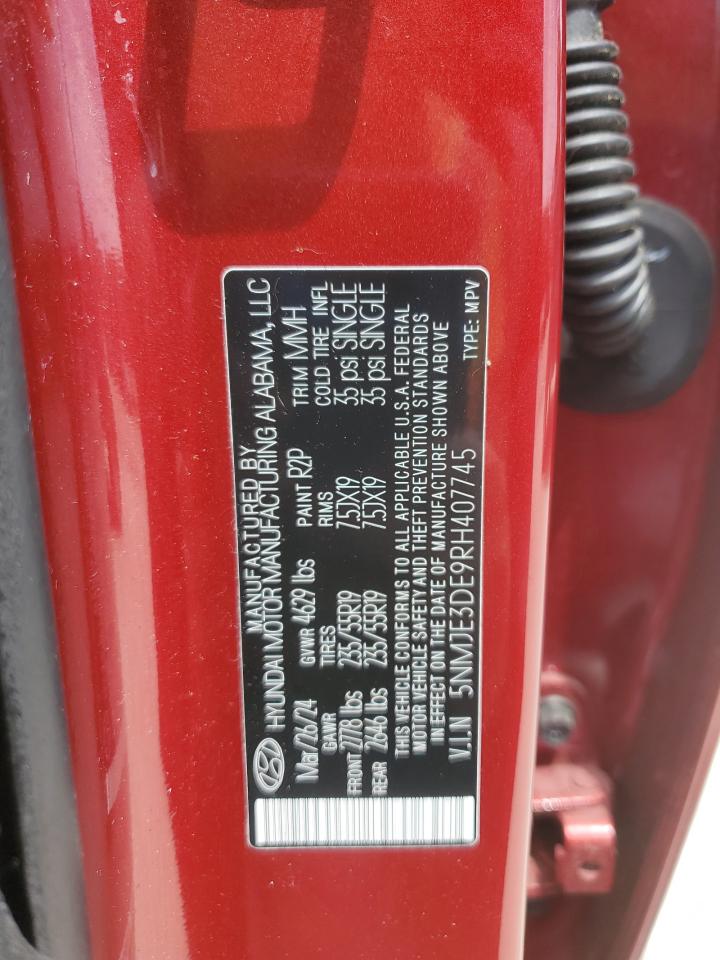 MANUFACTURED BY
HYUNDAI MOTOR MANUFACTURING ALABAMA, LLC
Mar/26/24 GVWR 4629 lbs PAINT R2P TRIM MMH
GAWR TIRES RIMS COLD TIRE INFL
FRONT 2778 lbs 235/55R19 7.5JX19 35 psi SINGLE
REAR 2646 lbs 235/55R19 7.5JX19 35 psi SINGLE
THIS VEHICLE CONFORMS TO ALL APPLICABLE U.S.A. FEDERAL
MOTOR VEHICLE SAFETY AND THEFT PREVENTION STANDARDS
IN EFFECT ON THE DATE OF MANUFACTURE SHOWN ABOVE
V.I.N 5NMJE3DE9RH407745 TYPE: MPV